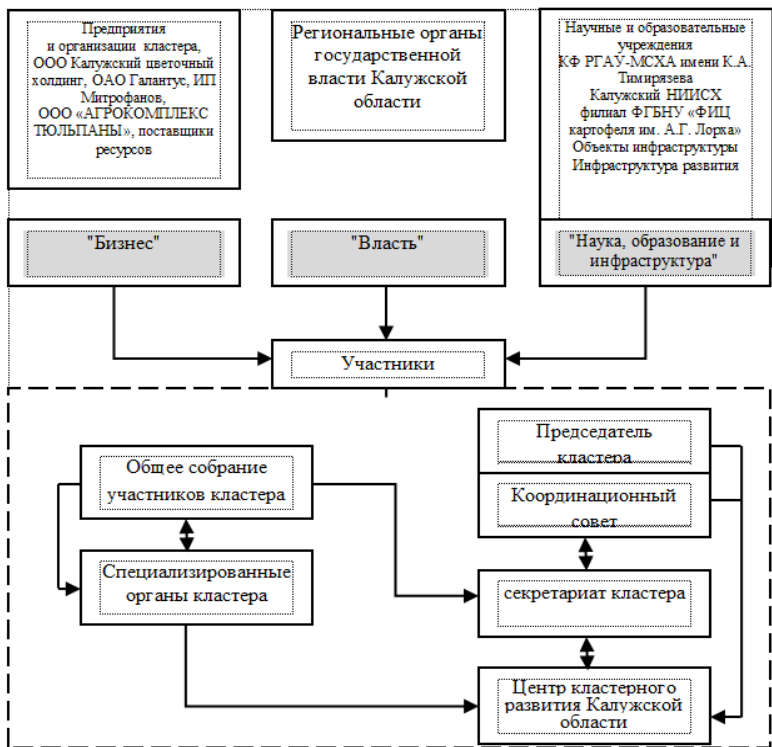 Предприятия
и организации кластера,
ООО Калужский цветочный
холдинг, ОАО Галантус, ИП
Митрофанов,
ООО «АГРОКОМПЛЕКС
ТЮЛЬПАНЫ», поставщики
ресурсов
Региональные органы
государственной
власти Калужской
области
Научные и образовательные
учреждения
КФ РГАУ-МСХА имени К.А.
Тимирязева
Калужский НИИСХ
филиал ФГБНУ «ФИЦ
картофеля им. А.Г. Лорха»
Объекты инфраструктуры
Инфраструктура развития
"Бизнес"
"Власть"
"Наука, образование и
инфраструктура"
Участники
Председатель
кластера
Общее собрание
участников кластера
Координационный
совет
Специализированные
органы кластера
секретариат кластера
Центр кластерного
развития Калужской
области